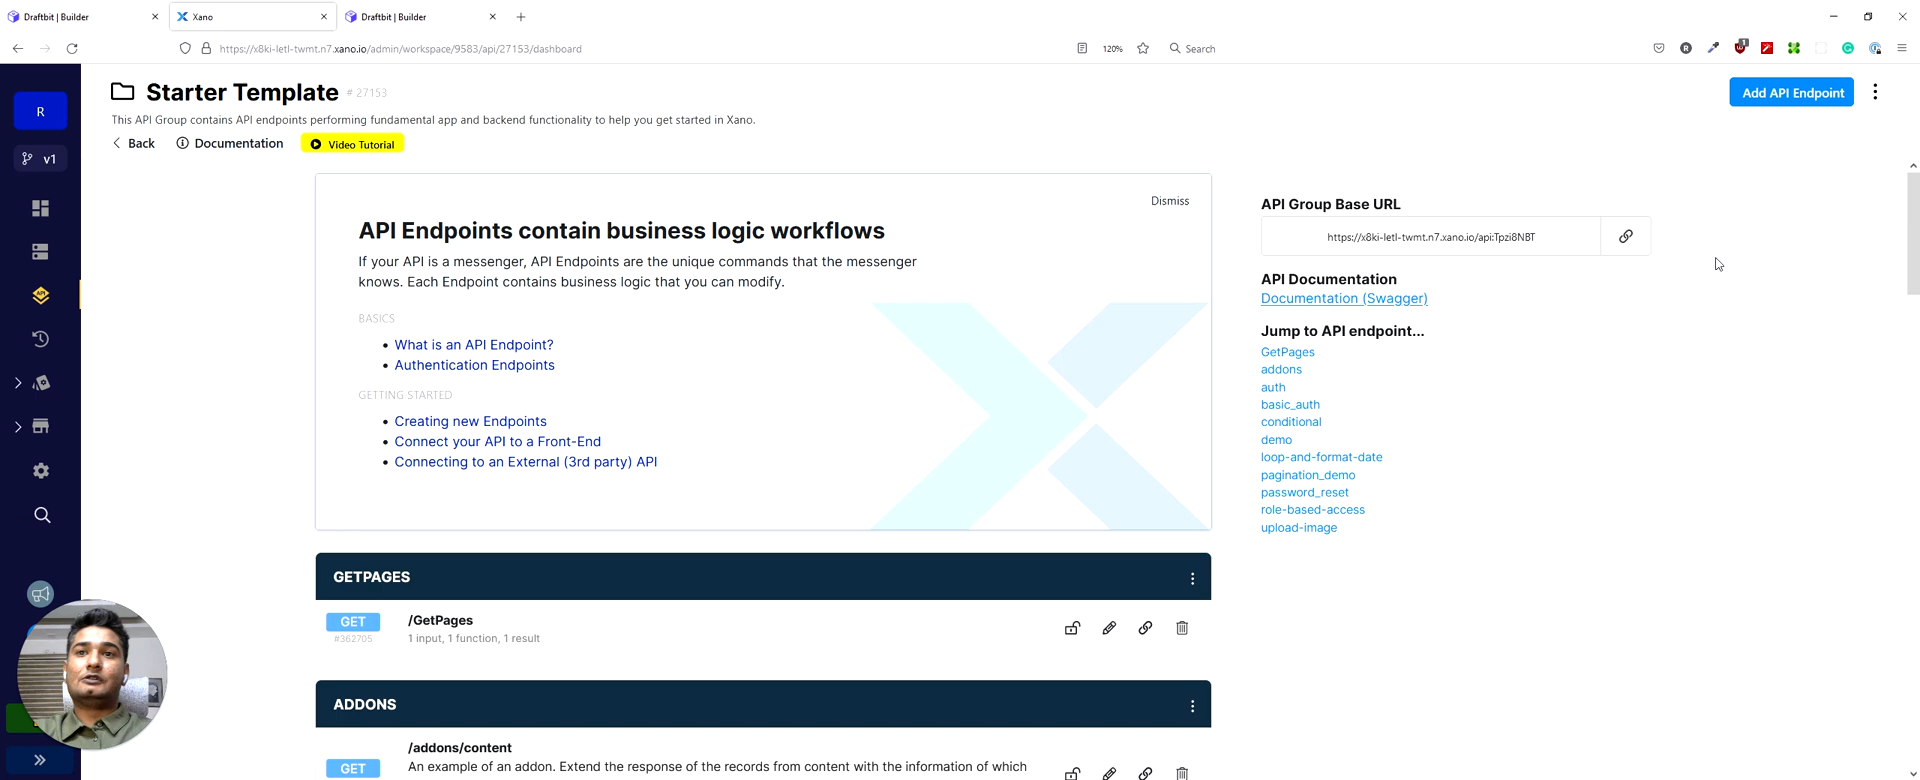 Draftbit | Builder
Xano
Draftbit | Builder
https://x8ki-letl-twmt.n7.xano.io/admin/workspace/9583/api/27153/dashboard
120%
Search
R
v1
Starter Template # 27153
Add API Endpoint
This API Group contains API endpoints performing fundamental app and backend functionality to help you get started in Xano.
Back
Documentation
Video Tutorial
Dismiss
API Endpoints contain business logic workflows
If your API is a messenger, API Endpoints are the unique commands that the messenger
knows. Each Endpoint contains business logic that you can modify.
BASICS
• What is an API Endpoint?
• Authentication Endpoints
GETTING STARTED
• Creating new Endpoints
• Connect your API to a Front-End
• Connecting to an External (3rd party) API
API Group Base URL
https://x8ki-letl-twmt.n7.xano.io/api:Tpzi8NBT
API Documentation
Documentation (Swagger)
Jump to API endpoint...
GetPages
addons
auth
basic_auth
conditional
demo
loop-and-format-date
pagination_demo
password_reset
role-based-access
upload-image
GETPAGES
GET
#362705
/GetPages
1 input, 1 function, 1 result
ADDONS
/addons/content
GET
An example of an addon. Extend the response of the records from content with the information of which